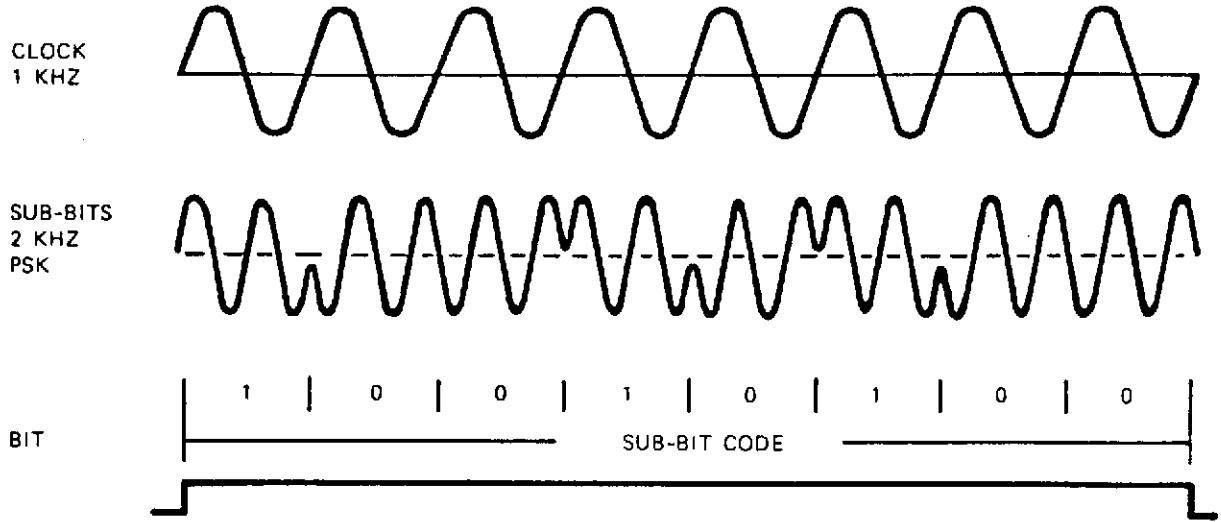 CLOCK
1 KHZ
SUB-BITS
2 KHZ
PSK
1 0 0 1 0 1 0 0
BIT
SUB-BIT CODE